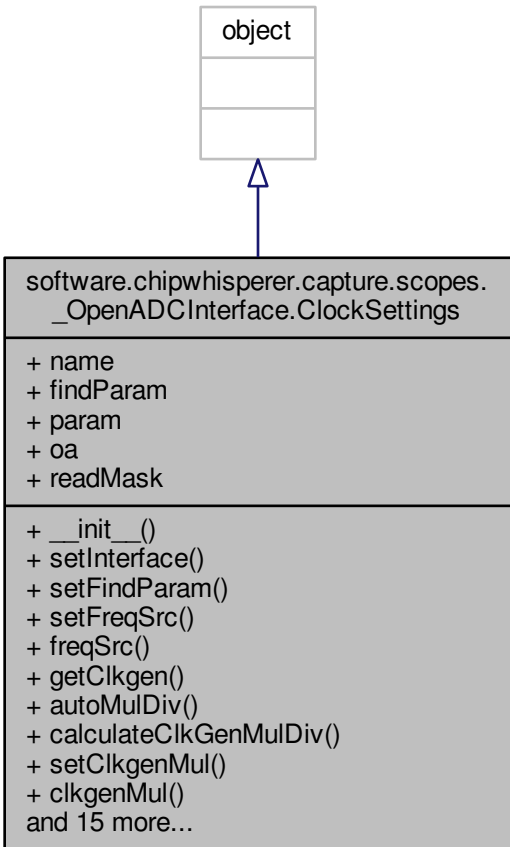 object
software.chipwhisperer.capture.scopes.
_OpenADCInterface.ClockSettings
+ name
+ findParam
+ param
+ oa
+ readMask
+ __init__()
+ setInterface()
+ setFindParam()
+ setFreqSrc()
+ freqSrc()
+ getClkgen()
+ autoMulDiv()
+ calculateClkGenMulDiv()
+ setClkgenMul()
+ clkgenMul()
and 15 more...